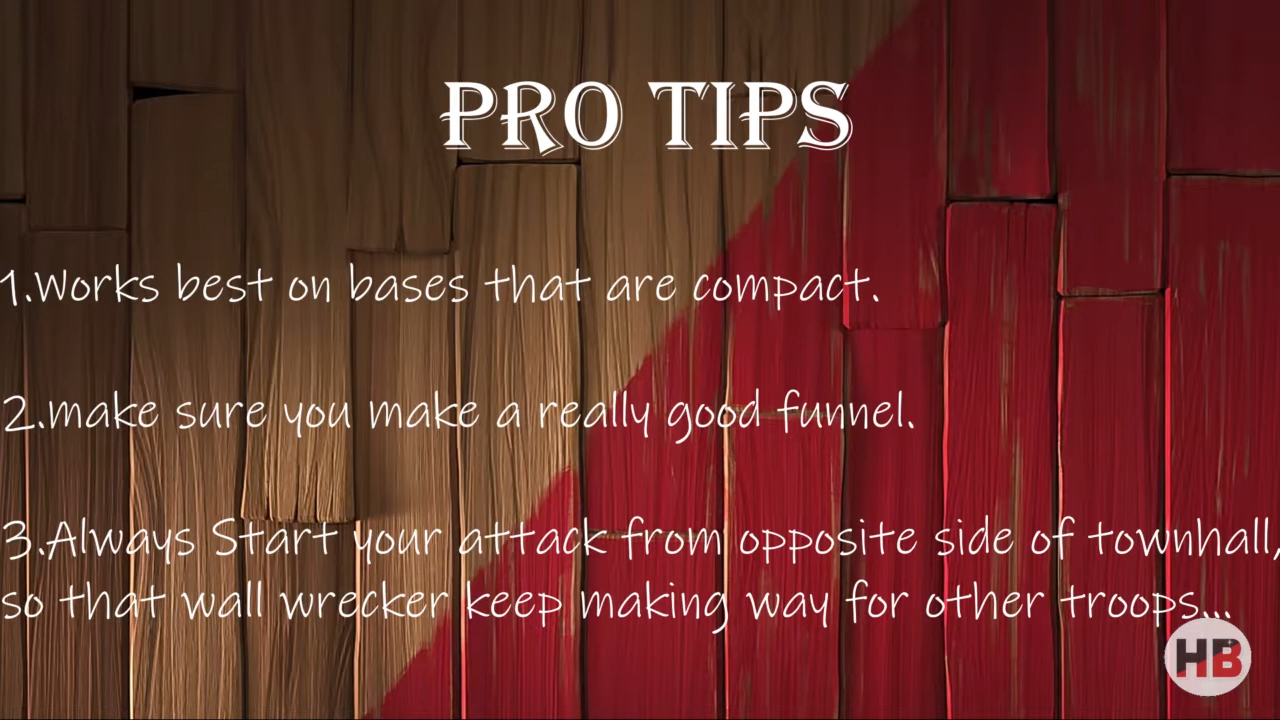 PRO TIPS
1.Works best on bases that are compact.
2.make sure you make a really good funnel.
3.Always Start your attack from opposite side of townhall,
so that wall wrecker keep making way for other troops...
HB